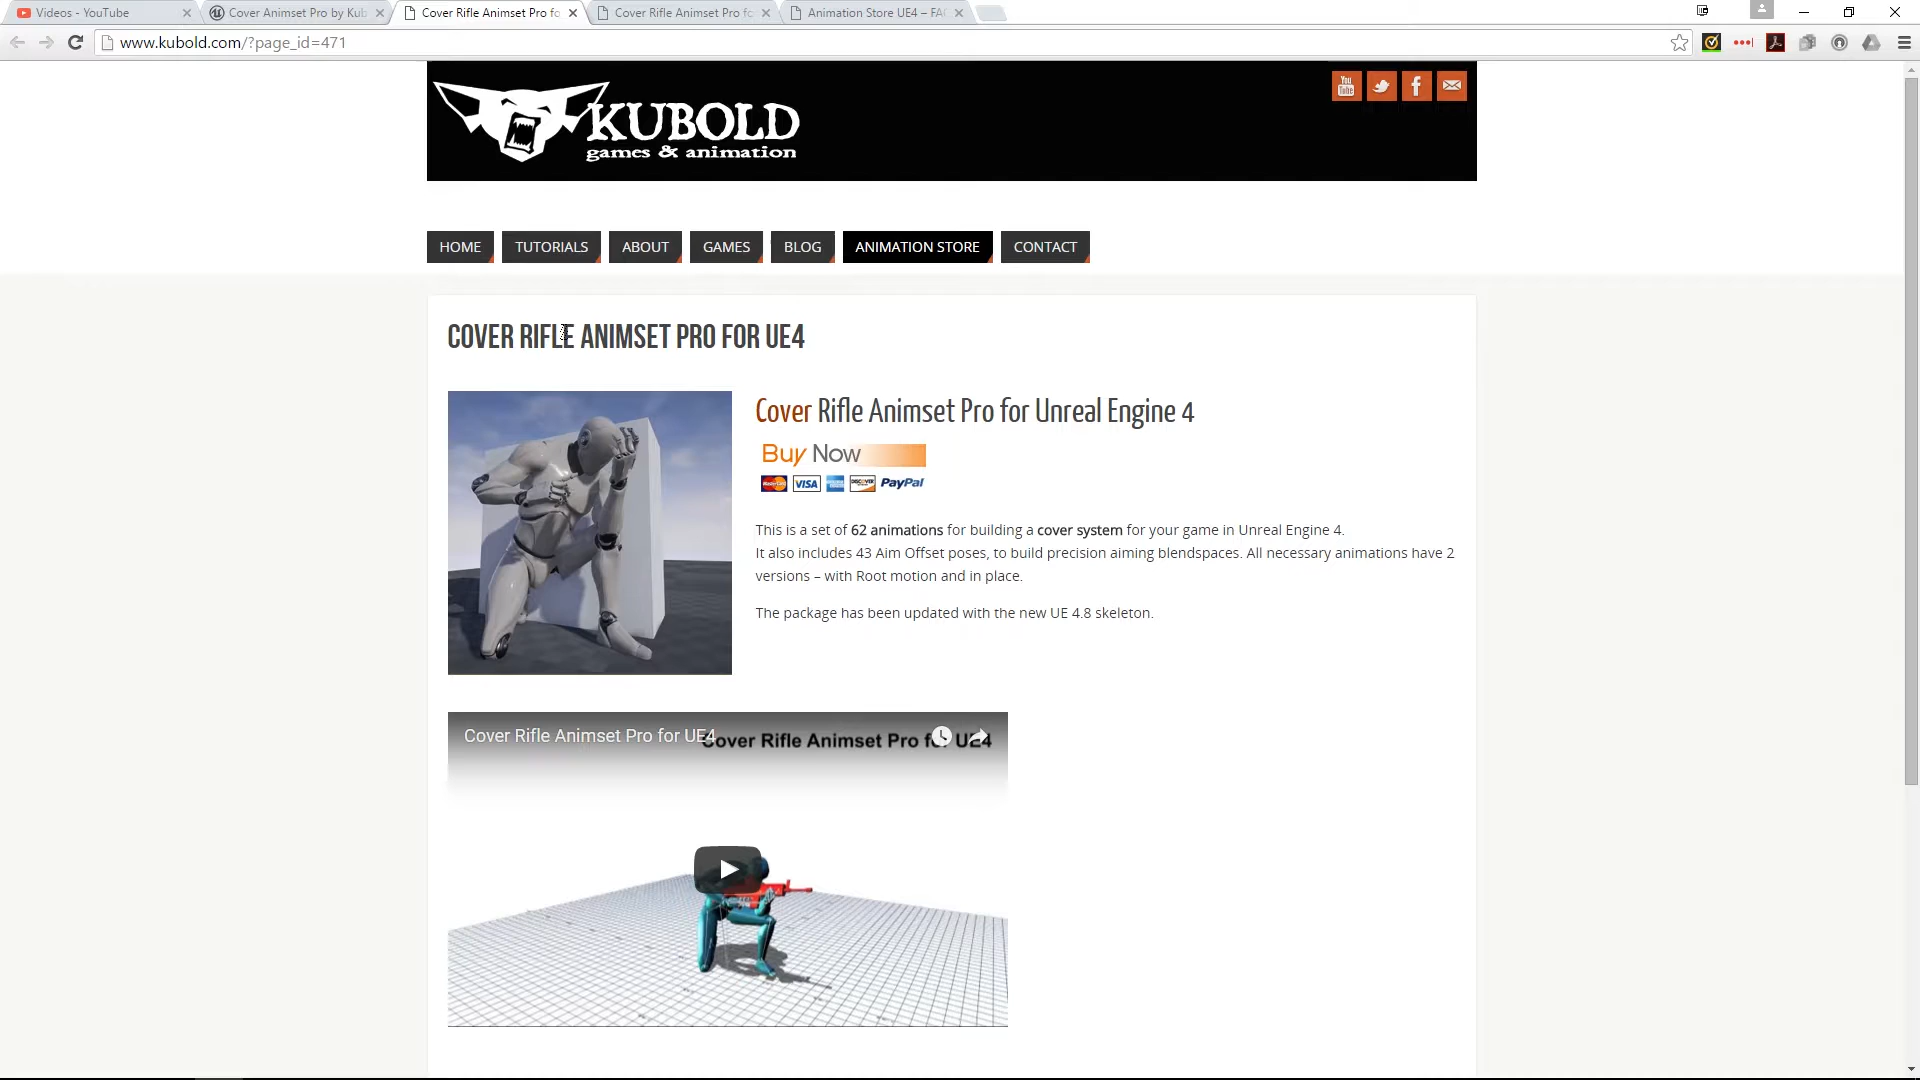 Videos - YouTube
Cover Animset Pro by Kub
Cover Rifle Animset Pro fo
Cover Rifle Animset Pro fo
Animation Store UE4 – FAQ
www.kubold.com/?page_id=471
KUBOLD
games & animation
You
Tube
HOME
TUTORIALS
ABOUT
GAMES
BLOG
ANIMATION STORE
CONTACT
COVER RIFLE ANIMSET PRO FOR UE4
Cover Rifle Animset Pro for Unreal Engine 4
Buy Now
MasterCard
VISA
DISCOVER
PayPal
This is a set of 62 animations for building a cover system for your game in Unreal Engine 4.
It also includes 43 Aim Offset poses, to build precision aiming blendspaces. All necessary animations have 2
versions – with Root motion and in place.
The package has been updated with the new UE 4.8 skeleton.
Cover Rifle Animset Pro for UE4
Cover Rifle Animset Pro for UE4